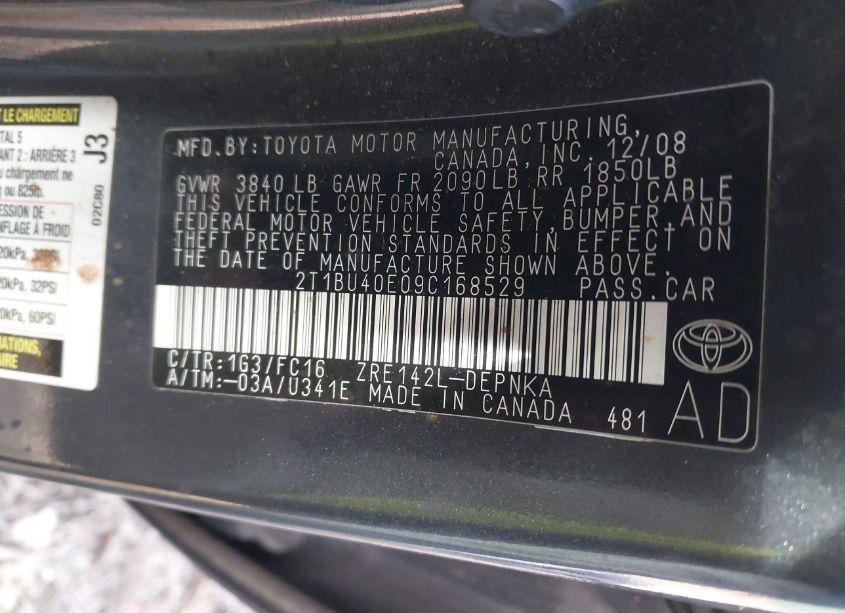 T LE CHARGEMENT
TAL 5
ANT 2 : ARRIÈRE 3
u chargement ne
ou 825lb.
J3
02C80
ESSION DE
NFLAGE À FROID
20kPa, 32PSI
0kPa, 60PSI
MATIONS,
AIRE
MFD.BY:TOYOTA MOTOR MANUFACTURING,
CANADA,INC. 12/08
GVWR 3840 LB GAWR FR 2090LB RR 1850LB
THIS VEHICLE CONFORMS TO ALL APPLICABLE
FEDERAL MOTOR VEHICLE SAFETY,BUMPER,AND
THEFT PREVENTION STANDARDS IN EFFECT ON
THE DATE OF MANUFACTURE SHOWN ABOVE.
2T1BU40E09C168529 PASS.CAR
C/TR:1G3/FC16 ZRE142L-DEPNKA
A/TM:-03A/U341E MADE IN CANADA 481
AD